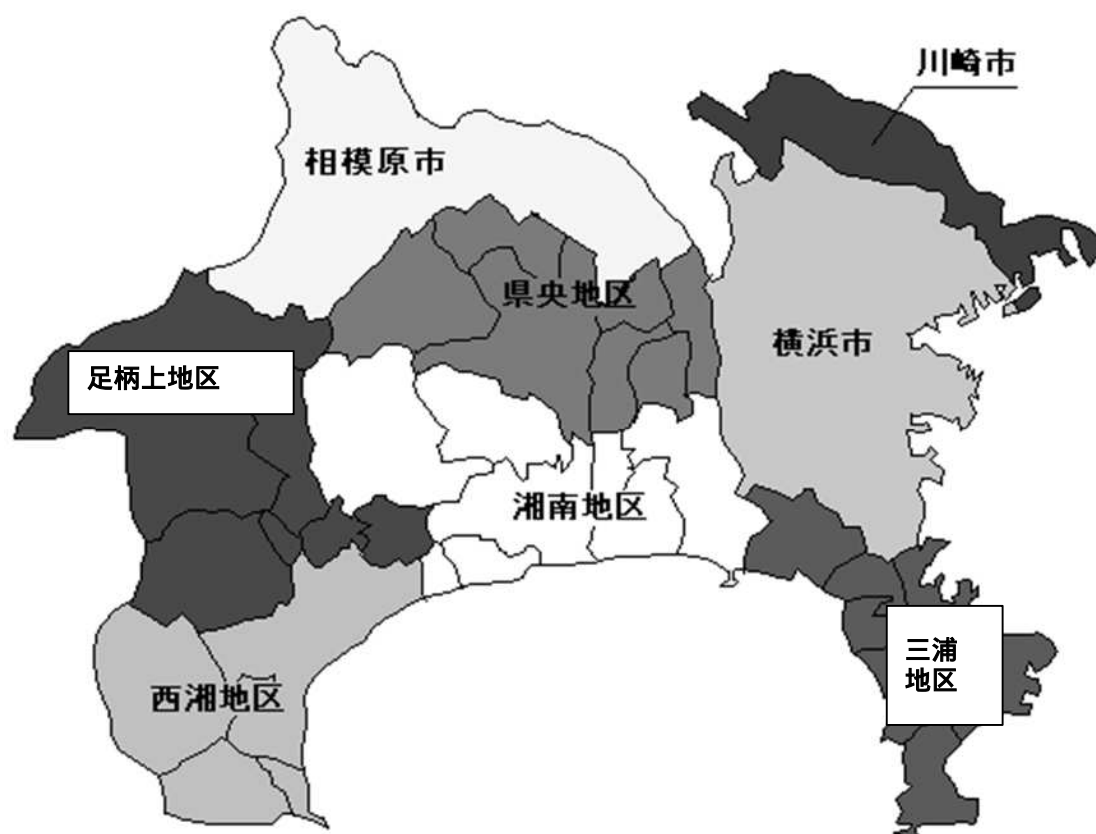 川崎市
相模原市
県央地区
横浜市
足柄上地区
湘南地区
三浦
地区
西湘地区